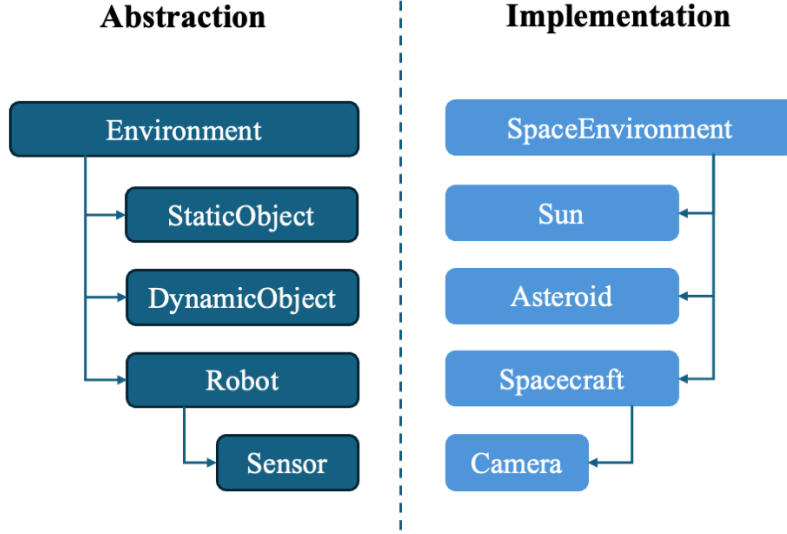 Abstraction
Implementation
Environment
SpaceEnvironment
StaticObject
Sun
DynamicObject
Asteroid
Robot
Spacecraft
Sensor
Camera